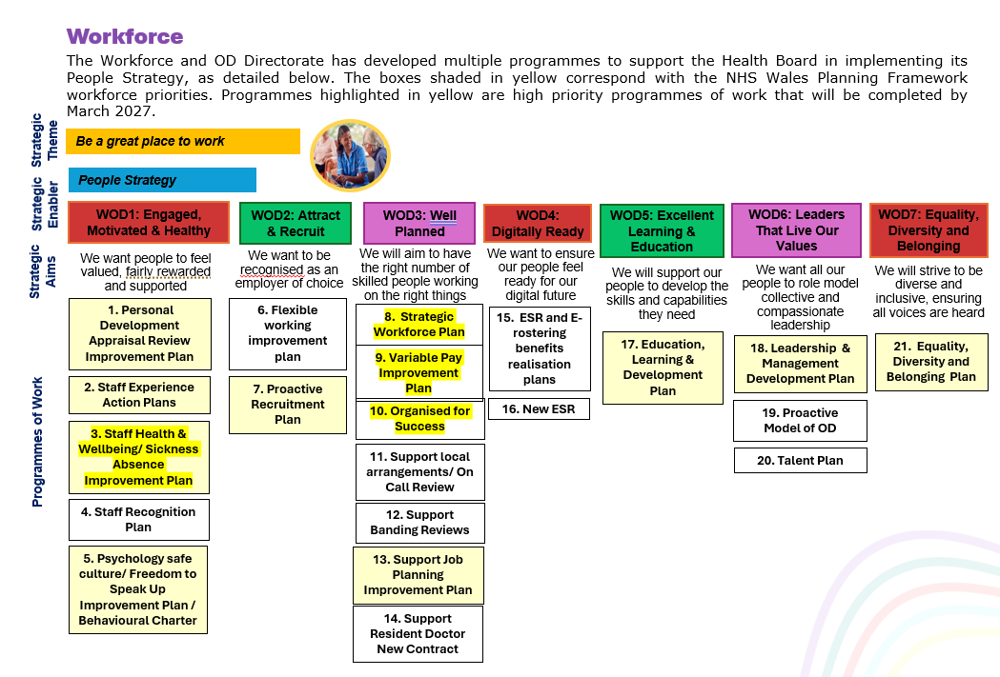 Workforce
The Workforce and OD Directorate has developed multiple programmes to support the Health Board in implementing its
People Strategy, as detailed below. The boxes shaded in yellow correspond with the NHS Wales Planning Framework
workforce priorities. Programmes highlighted in yellow are high priority programmes of work that will be completed by
March 2027.
Strategic
Theme
Be a great place to work
Strategic
Enabler
People Strategy
WOD1: Engaged,
Motivated & Healthy
WOD2: Attract
& Recruit
WOD3: Well
Planned
WOD4:
Digitally Ready
WOD5: Excellent
Learning &
Education
WOD6: Leaders
That Live Our
Values
WOD7: Equality,
Diversity and
Belonging
Strategic
Aims
We want people to feel
valued, fairly rewarded
and supported
We want to be
recognised as an
employer of choice
We will aim to have
the right number of
skilled people working
on the right things
We want to ensure
our people feel
ready for our
digital future
We will support our
people to develop the
skills and capabilities
they need
We want all our
people to role model
collective and
compassionate
leadership
We will strive to be
diverse and
inclusive, ensuring
all voices are heard
Programmes of Work
1. Personal
Development
Appraisal Review
Improvement Plan
2. Staff Experience
Action Plans
3. Staff Health &
Wellbeing/ Sickness
Absence
Improvement Plan
4. Staff Recognition
Plan
5. Psychology safe
culture/ Freedom to
Speak Up
Improvement Plan /
Behavioural Charter
6. Flexible
working
improvement
plan
7. Proactive
Recruitment
Plan
8. Strategic
Workforce Plan
9. Variable Pay
Improvement
Plan
10. Organised for
Success
11. Support local
arrangements/ On
Call Review
12. Support
Banding Reviews
13. Support Job
Planning
Improvement Plan
14. Support
Resident Doctor
New Contract
15. ESR and E-
rostering
benefits
realisation
plans
16. New ESR
17. Education,
Learning &
Development
Plan
18. Leadership &
Management
Development Plan
19. Proactive
Model of OD
20. Talent Plan
21. Equality,
Diversity and
Belonging Plan